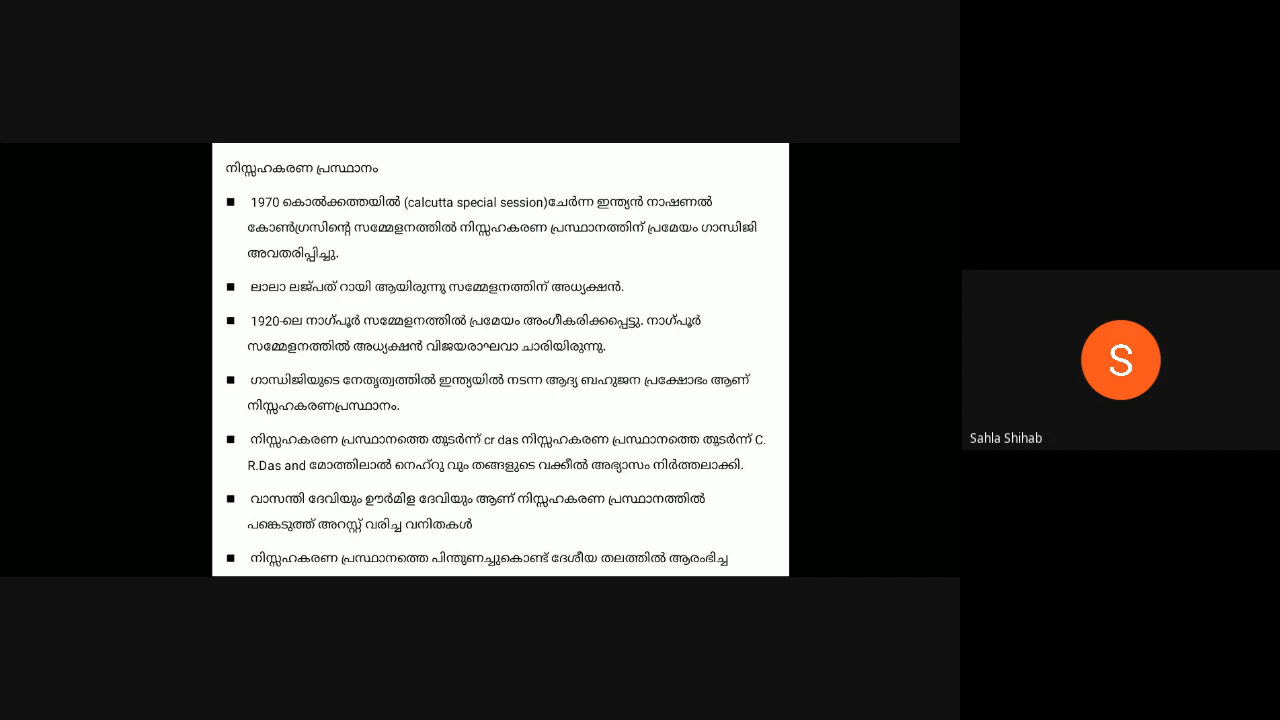 നിസ്സഹകരണ പ്രസ്ഥാനം
■ 1970 കൊൽക്കത്തയിൽ (calcutta special session)ചേർന്ന ഇന്ത്യൻ നാഷണൽ
കോൺഗ്രസിന്റെ സമ്മേളനത്തിൽ നിസ്സഹകരണ പ്രസ്ഥാനത്തിന് പ്രമേയം ഗാന്ധിജി
അവതരിപ്പിച്ചു.
■ ലാലാ ലജ്പത് റായി ആയിരുന്നു സമ്മേളനത്തിന് അധ്യക്ഷൻ.
■ 1920-ലെ നാഗ്പൂർ സമ്മേളനത്തിൽ പ്രമേയം അംഗീകരിക്കപ്പെട്ടു. നാഗ്പൂർ
സമ്മേളനത്തിൽ അധ്യക്ഷൻ വിജയരാഘവാ ചാരിയിരുന്നു.
■ ഗാന്ധിജിയുടെ നേതൃത്വത്തിൽ ഇന്ത്യയിൽ നടന്ന ആദ്യ ബഹുജന പ്രക്ഷോഭം ആണ്
നിസ്സഹകരണപ്രസ്ഥാനം.
■ നിസ്സഹകരണ പ്രസ്ഥാനത്തെ തുടർന്ന് cr das നിസ്സഹകരണ പ്രസ്ഥാനത്തെ തുടർന്ന് C.
R.Das and മോത്തിലാൽ നെഹ്റു വും തങ്ങളുടെ വക്കീൽ അഭ്യാസം നിർത്തലാക്കി.
■ വാസന്തി ദേവിയും ഊർമിള ദേവിയും ആണ് നിസ്സഹകരണ പ്രസ്ഥാനത്തിൽ
പങ്കെടുത്ത് അറസ്റ്റ് വരിച്ച വനിതകൾ
■ നിസ്സഹകരണ പ്രസ്ഥാനത്തെ പിന്തുണച്ചുകൊണ്ട് ദേശീയ തലത്തിൽ ആരംഭിച്ച
S
Sahla Shihab